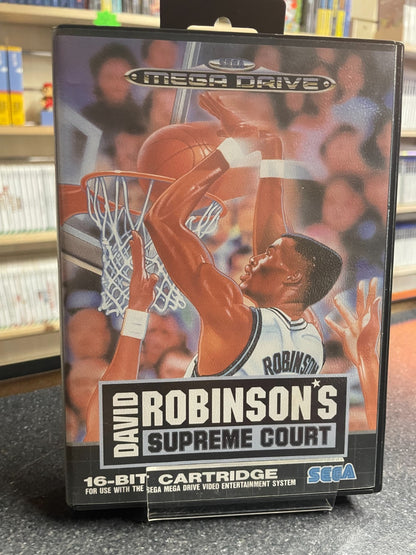 SEGA
MEGA DRIVE
ROBINSON
DAVID
ROBINSON'S
SUPREME COURT
16-BIT CARTRIDGE
FOR USE WITH THE SEGA MEGA DRIVE VIDEO ENTERTAINMENT SYSTEM
SEGA